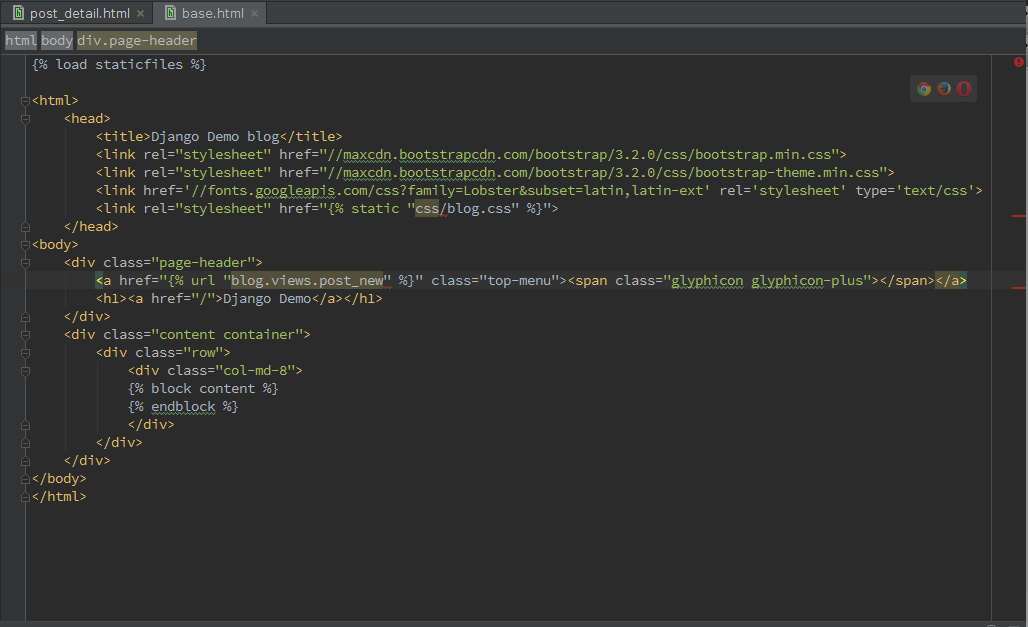 post_detail.html × base.html ×
html body div.page-header
{% load staticfiles %}
<html>
<head>
<title>Django Demo blog</title>
<link rel="stylesheet" href="//maxcdn.bootstrapcdn.com/bootstrap/3.2.0/css/bootstrap.min.css">
<link rel="stylesheet" href="//maxcdn.bootstrapcdn.com/bootstrap/3.2.0/css/bootstrap-theme.min.css">
<link href='//fonts.googleapis.com/css?family=Lobster&subset=latin,latin-ext' rel='stylesheet' type='text/css'>
<link rel="stylesheet" href="{% static "css/blog.css" %}">
</head>
<body>
<div class="page-header">
<a href="{% url "blog.views.post_new" %}" class="top-menu"><span class="glyphicon glyphicon-plus"></span></a>
<h1><a href="/">Django Demo</a></h1>
</div>
<div class="content container">
<div class="row">
<div class="col-md-8">
{% block content %}
{% endblock %}
</div>
</div>
</div>
</body>
</html>